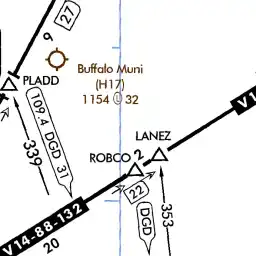 27
9
Buffalo Muni
(H17)
1154 Ⓛ 32
PLADD
109.4 DGD 31
339
LANEZ
ROBCO
2
22
DGD
353
V14-88-132
20